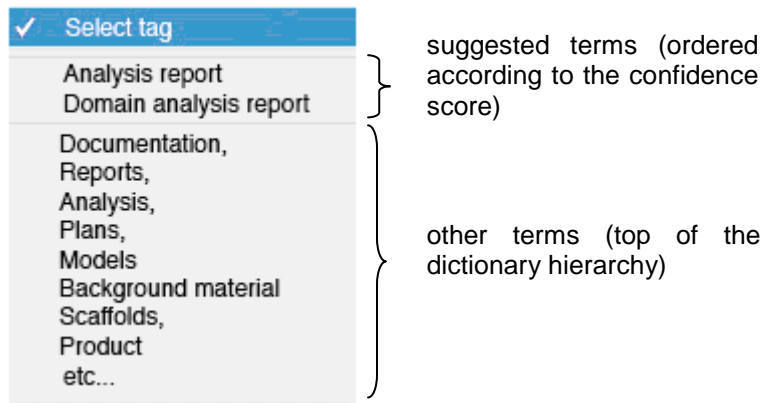 ✓ Select tag
Analysis report
Domain analysis report
Documentation,
Reports,
Analysis,
Plans,
Models
Background material
Scaffolds,
Product
etc...
suggested terms (ordered
according to the confidence
score)
other terms (top of the
dictionary hierarchy)